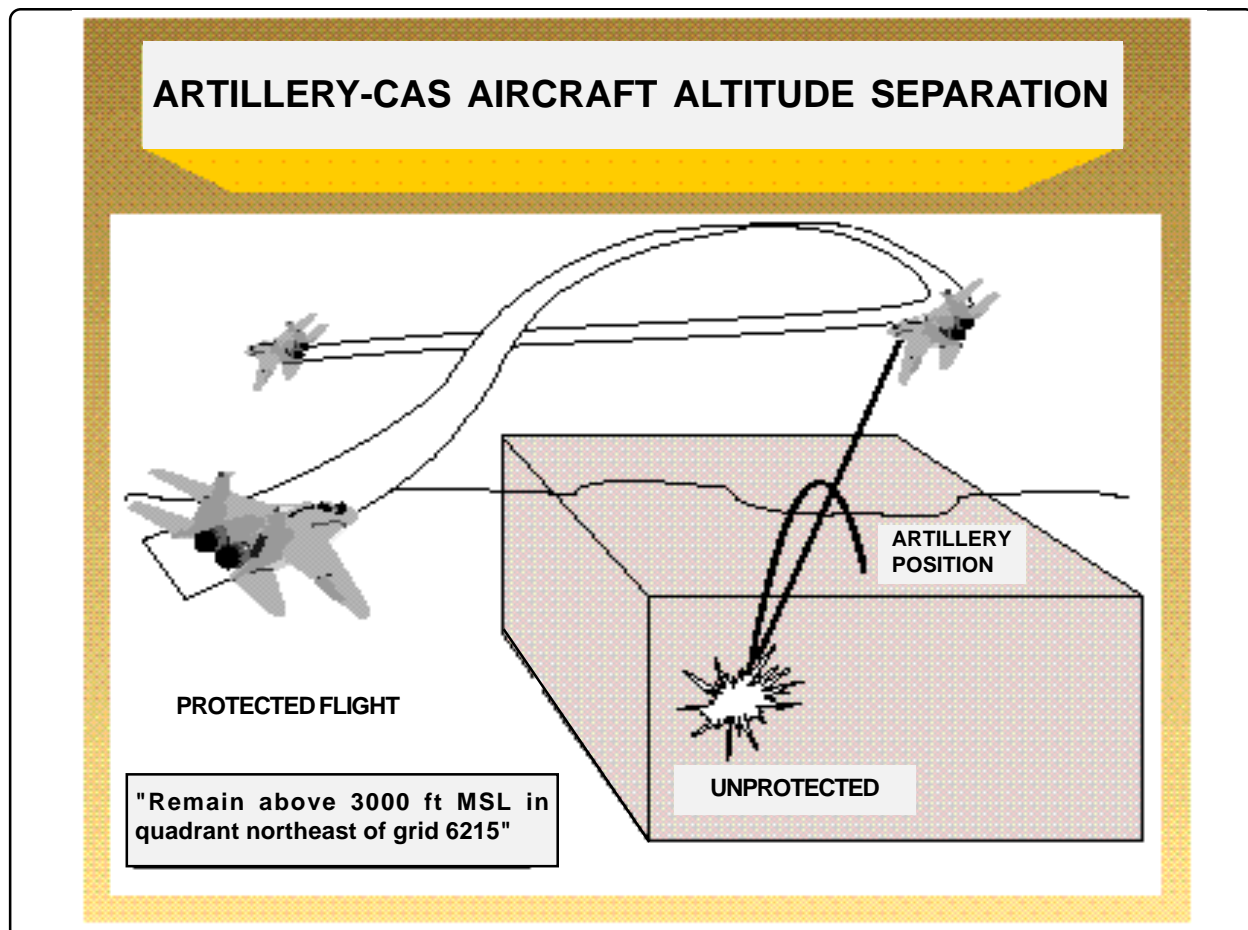 ARTILLERY-CAS AIRCRAFT ALTITUDE SEPARATION
ARTILLERY
POSITION
PROTECTED FLIGHT
UNPROTECTED
"Remain above 3000 ft MSL in
quadrant northeast of grid 6215"